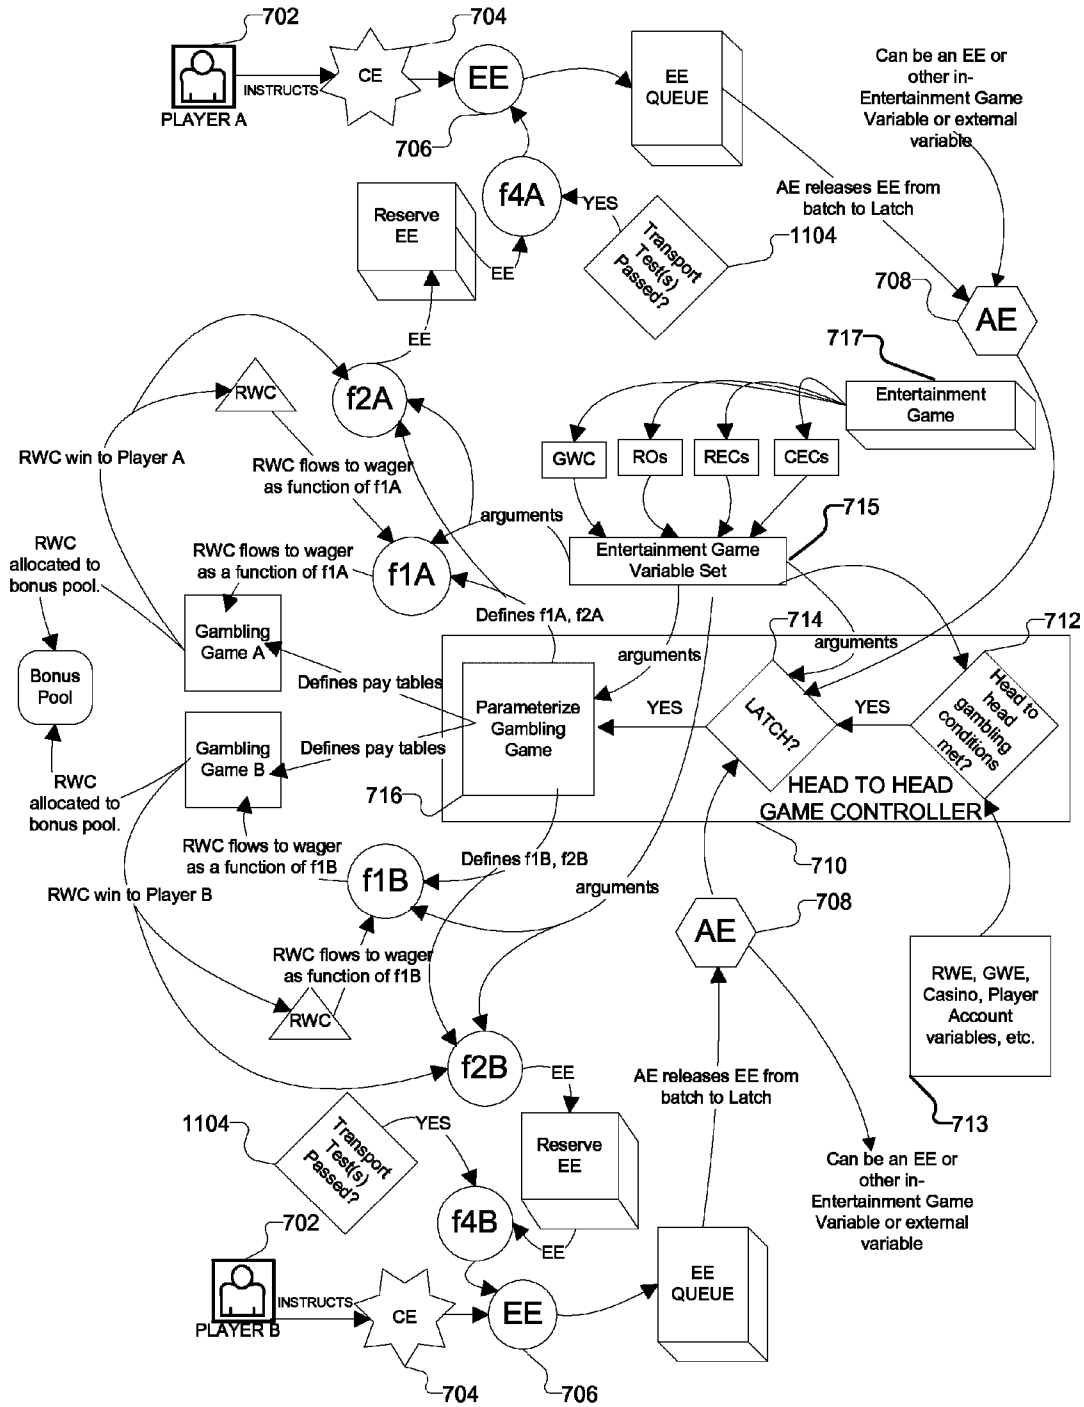 702
704
INSTRUCTS
CE
EE
PLAYER A
706
EE
QUEUE
Can be an EE or
other in-
Entertainment Game
Variable or external
variable
AE releases EE from
batch to Latch
f4A
YES
Reserve
EE
EE
Transport
Test(s)
Passed?
1104
708
AE
EE
717
Entertainment
Game
f2A
RWC
RWC win to Player A
RWC flows to wager
as function of f1A
GWC
ROs
RECs
CECs
arguments
715
Entertainment Game
Variable Set
RWC
allocated to
bonus pool.
RWC flows to wager
as a function of f1A
f1A
Defines f1A, f2A
714
712
arguments
arguments
Gambling
Game A
Bonus
Pool
Defines pay tables
Parameterize
Gambling
Game
YES
LATCH?
YES
Head to
head
gambling
conditions
met?
Gambling
Game B
Defines pay tables
716
HEAD TO HEAD
GAME CONTROLLER
RWC
allocated to
bonus pool.
710
RWC flows to wager
as a function of f1B
f1B
Defines f1B, f2B
arguments
RWC win to Player B
708
AE
RWC flows to wager
as function of f1B
RWC
RWE, GWE,
Casino, Player
Account
variables, etc.
713
f2B
EE
AE releases EE from
batch to Latch
1104
Transport
Test(s)
Passed?
YES
Reserve
EE
Can be an EE or
other in-
Entertainment Game
Variable or external
variable
f4B
EE
702
INSTRUCTS
CE
EE
PLAYER B
EE
QUEUE
704
706